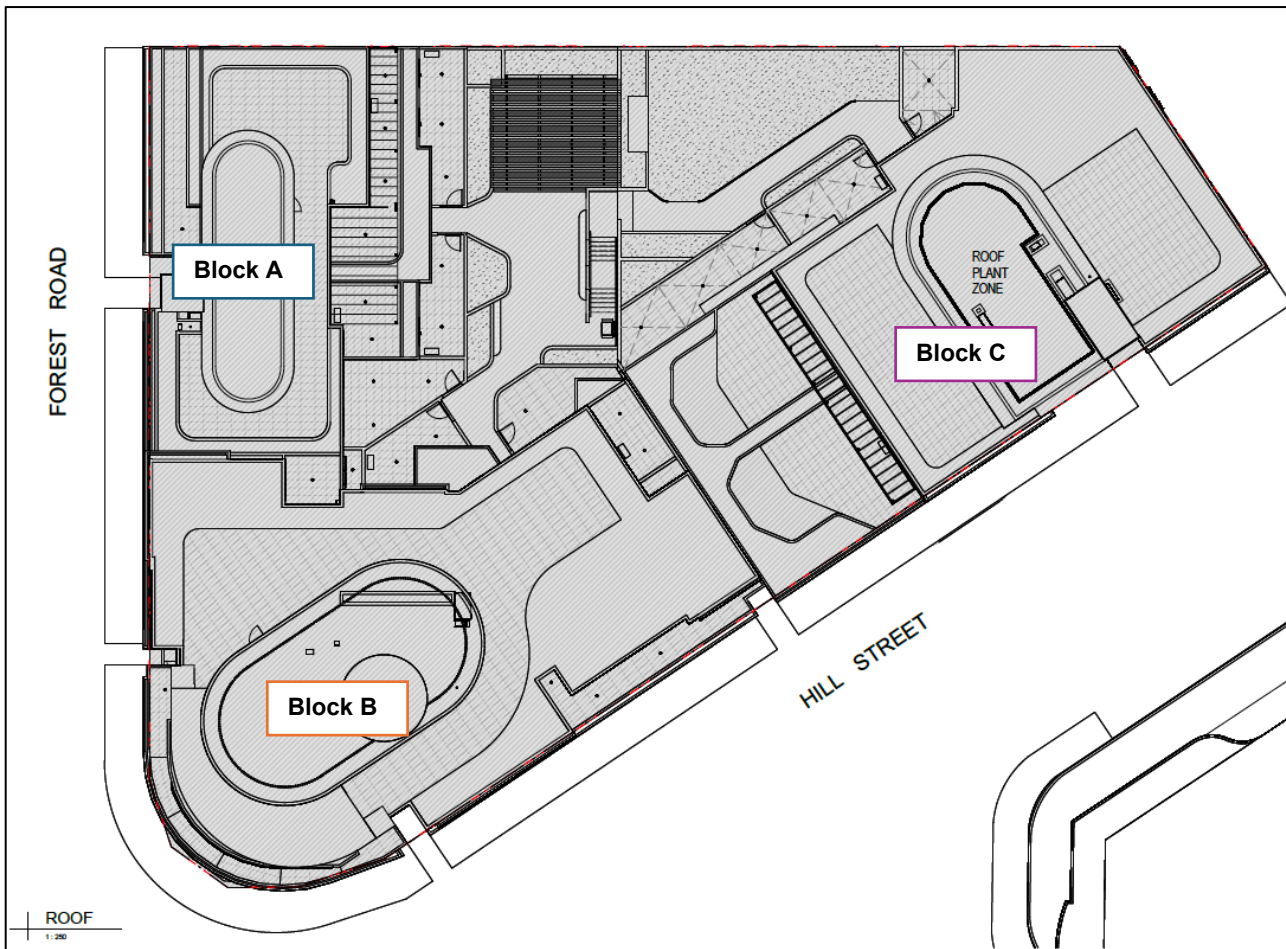 FOREST ROAD
Block A
ROOF
PLANT
ZONE
Block C
Block B
HILL STREET
ROOF
1 : 250